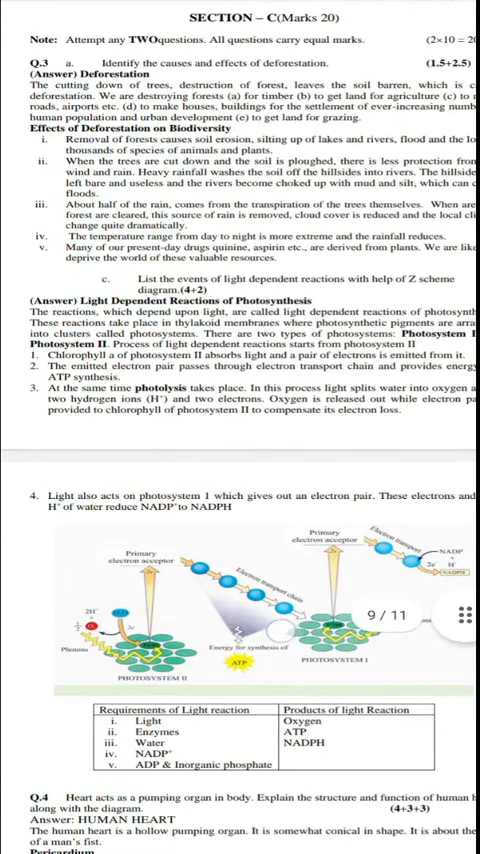 SECTION – C(Marks 20)
Note: Attempt any TWOquestions. All questions carry equal marks. (2×10 = 20
Q.3 a. Identify the causes and effects of deforestation. (1.5+2.5)
(Answer) Deforestation
The cutting down of trees, destruction of forest, leaves the soil barren, which is c
deforestation. We are destroying forests (a) for timber (b) to get land for agriculture (c) to
roads, airports etc. (d) to make houses, buildings for the settlement of ever-increasing numb
human population and urban development (e) to get land for grazing.
Effects of Deforestation on Biodiversity
i. Removal of forests causes soil erosion, silting up of lakes and rivers, flood and the lo
thousands of species of animals and plants.
ii. When the trees are cut down and the soil is ploughed, there is less protection from
wind and rain. Heavy rainfall washes the soil off the hillsides into rivers. The hillside
left bare and useless and the rivers become choked up with mud and silt, which can c
floods.
iii. About half of the rain, comes from the transpiration of the trees themselves. When are
forest are cleared, this source of rain is removed, cloud cover is reduced and the local cli
change quite dramatically.
iv. The temperature range from day to night is more extreme and the rainfall reduces.
v. Many of our present-day drugs quinine, aspirin etc., are derived from plants. We are like
deprive the world of these valuable resources.
c. List the events of light dependent reactions with help of Z scheme
diagram.(4+2)
(Answer) Light Dependent Reactions of Photosynthesis
The reactions, which depend upon light, are called light dependent reactions of photosynth
These reactions take place in thylakoid membranes where photosynthetic pigments are arra
into clusters called photosystems. There are two types of photosystems: Photosystem I
Photosystem II. Process of light dependent reactions starts from photosystem II
1. Chlorophyll a of photosystem II absorbs light and a pair of electrons is emitted from it.
2. The emitted electron pair passes through electron transport chain and provides energy
ATP synthesis.
3. At the same time photolysis takes place. In this process light splits water into oxygen a
two hydrogen ions (H⁺) and two electrons. Oxygen is released out while electron pa
provided to chlorophyll of photosystem II to compensate its electron loss.
4. Light also acts on photosystem 1 which gives out an electron pair. These electrons and
H⁺ of water reduce NADP⁺to NADPH
Primary
electron acceptor
Electron transport
NADP
+
2e H
NADPH
Primary
electron acceptor
2e
2e
Electron transport chain
2H
+
½ O₂
H₂O
2e
Photons
9 / 11
Energy for synthesis of
ATP
PHOTOSYSTEM I
PHOTOSYSTEM II
Requirements of Light reaction Products of light Reaction
i. Light Oxygen
ii. Enzymes ATP
iii. Water NADPH
iv. NADP⁺
v. ADP & Inorganic phosphate
Q.4 Heart acts as a pumping organ in body. Explain the structure and function of human h
along with the diagram. (4+3+3)
Answer: HUMAN HEART
The human heart is a hollow pumping organ. It is somewhat conical in shape. It is about the
of a man's fist.
Pericardium